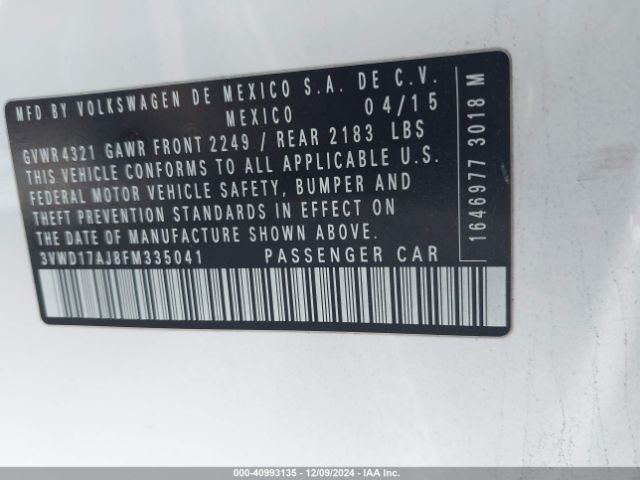 MFD BY VOLKSWAGEN DE MEXICO S.A. DE C.V.
MEXICO 04/15
GVWR 4321 GAWR FRONT 2249 / REAR 2183 LBS
THIS VEHICLE CONFORMS TO ALL APPLICABLE U.S.
FEDERAL MOTOR VEHICLE SAFETY, BUMPER AND
THEFT PREVENTION STANDARDS IN EFFECT ON
THE DATE OF MANUFACTURE SHOWN ABOVE.
3VWD17AJ8FM335041 PASSENGER CAR
1646977 3018 M
000-40993135 - 12/09/2024 - IAA Inc.